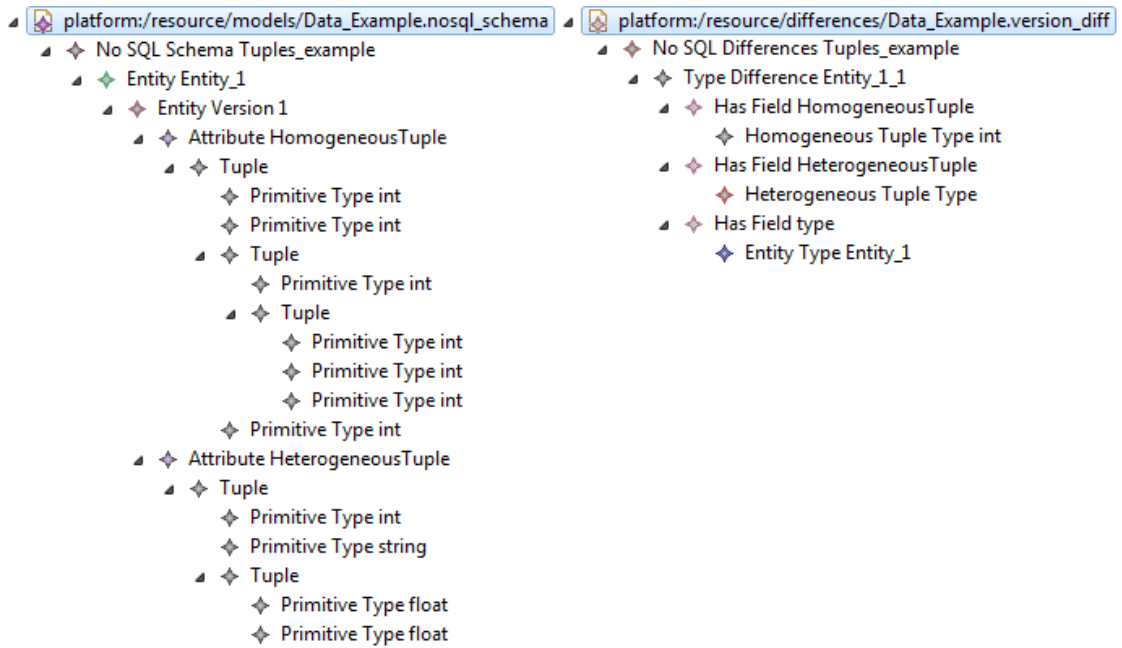 platform:/resource/models/Data_Example.nosql_schema
No SQL Schema Tuples_example
Entity Entity_1
Entity Version 1
Attribute HomogeneousTuple
Tuple
Primitive Type int
Primitive Type int
Tuple
Primitive Type int
Tuple
Primitive Type int
Primitive Type int
Primitive Type int
Primitive Type int
Attribute HeterogeneousTuple
Tuple
Primitive Type int
Primitive Type string
Tuple
Primitive Type float
Primitive Type float
platform:/resource/differences/Data_Example.version_diff
No SQL Differences Tuples_example
Type Difference Entity_1_1
Has Field HomogeneousTuple
Homogeneous Tuple Type int
Has Field HeterogeneousTuple
Heterogeneous Tuple Type
Has Field type
Entity Type Entity_1